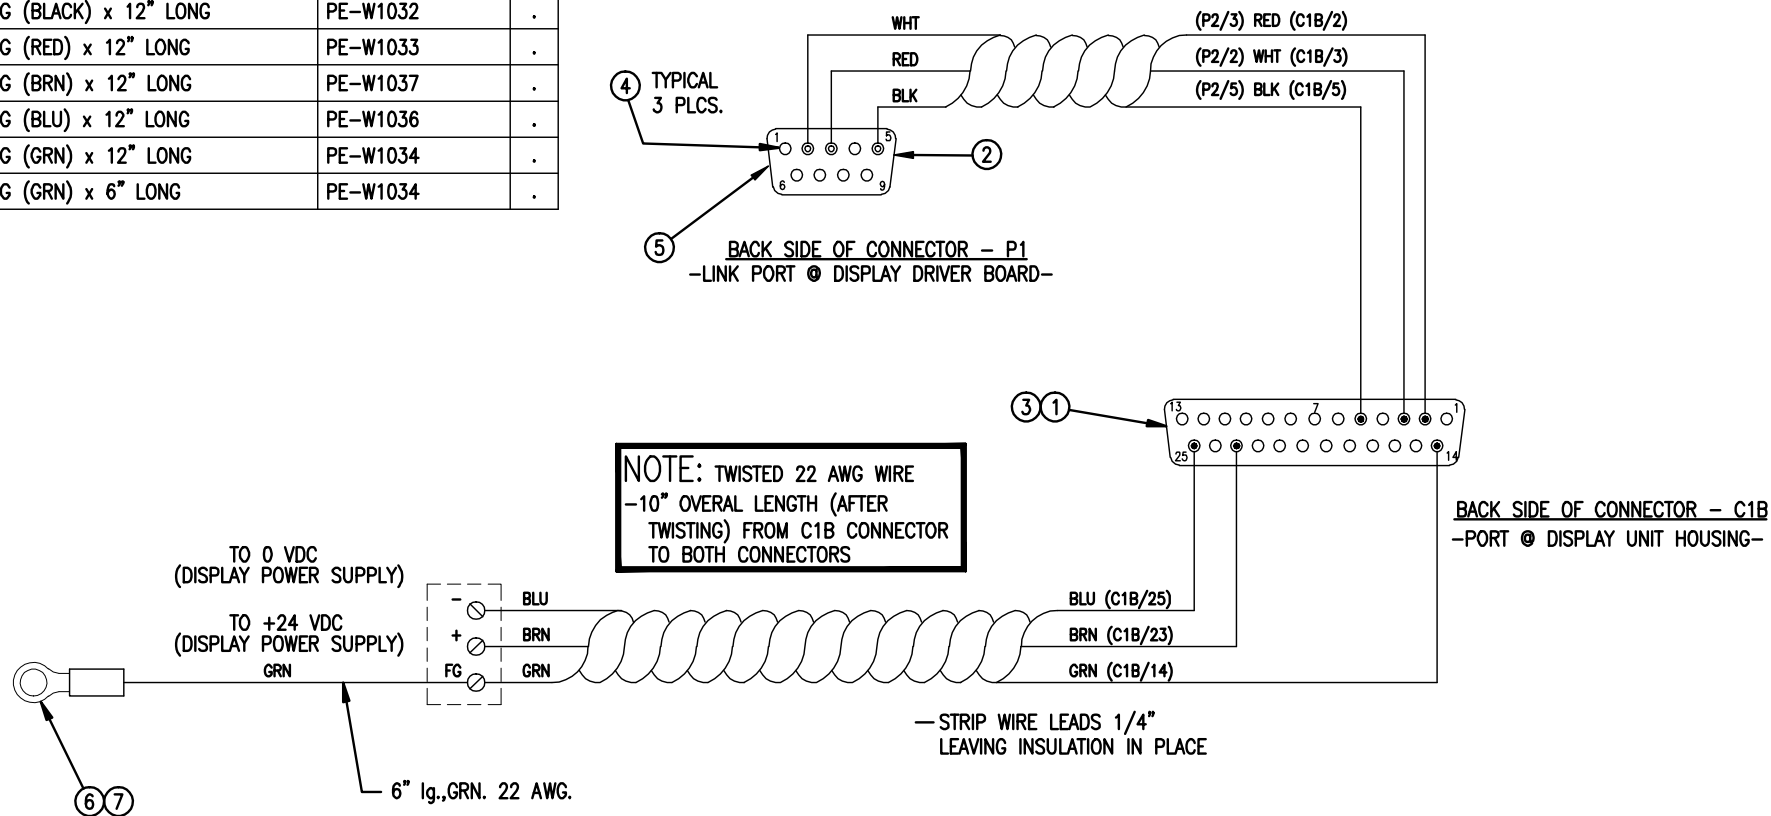 G (BLACK) x 12" LONG PE-W1032 .
G (RED) x 12" LONG PE-W1033 .
G (BRN) x 12" LONG PE-W1037 .
G (BLU) x 12" LONG PE-W1036 .
G (GRN) x 12" LONG PE-W1034 .
G (GRN) x 6" LONG PE-W1034 .
WHT
(P2/3) RED (C1B/2)
RED
(P2/2) WHT (C1B/3)
BLK
(P2/5) BLK (C1B/5)
4 TYPICAL
3 PLCS.
1 5
6 9
2
5
BACK SIDE OF CONNECTOR - P1
-LINK PORT @ DISPLAY DRIVER BOARD-
3 1
13 7 1
25 14
BACK SIDE OF CONNECTOR - C1B
-PORT @ DISPLAY UNIT HOUSING-
NOTE: TWISTED 22 AWG WIRE
-10" OVERAL LENGTH (AFTER
TWISTING) FROM C1B CONNECTOR
TO BOTH CONNECTORS
TO 0 VDC
(DISPLAY POWER SUPPLY)
- BLU
BLU (C1B/25)
TO +24 VDC
(DISPLAY POWER SUPPLY)
+ BRN
BRN (C1B/23)
GRN
FG GRN
GRN (C1B/14)
— STRIP WIRE LEADS 1/4"
LEAVING INSULATION IN PLACE
6" lg.,GRN. 22 AWG.
6 7